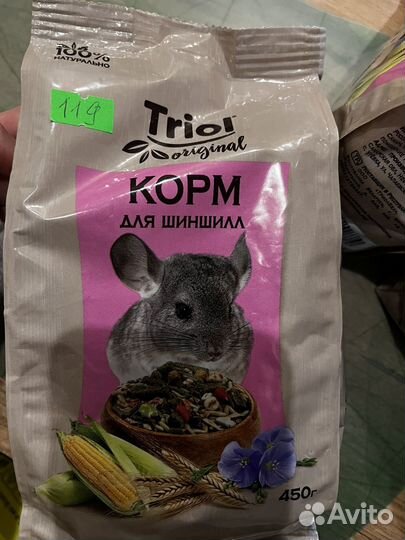 100%
НАТУРАЛЬНО
119
Triol
original
КОРМ
ДЛЯ ШИНШИЛЛ
450г
Avito